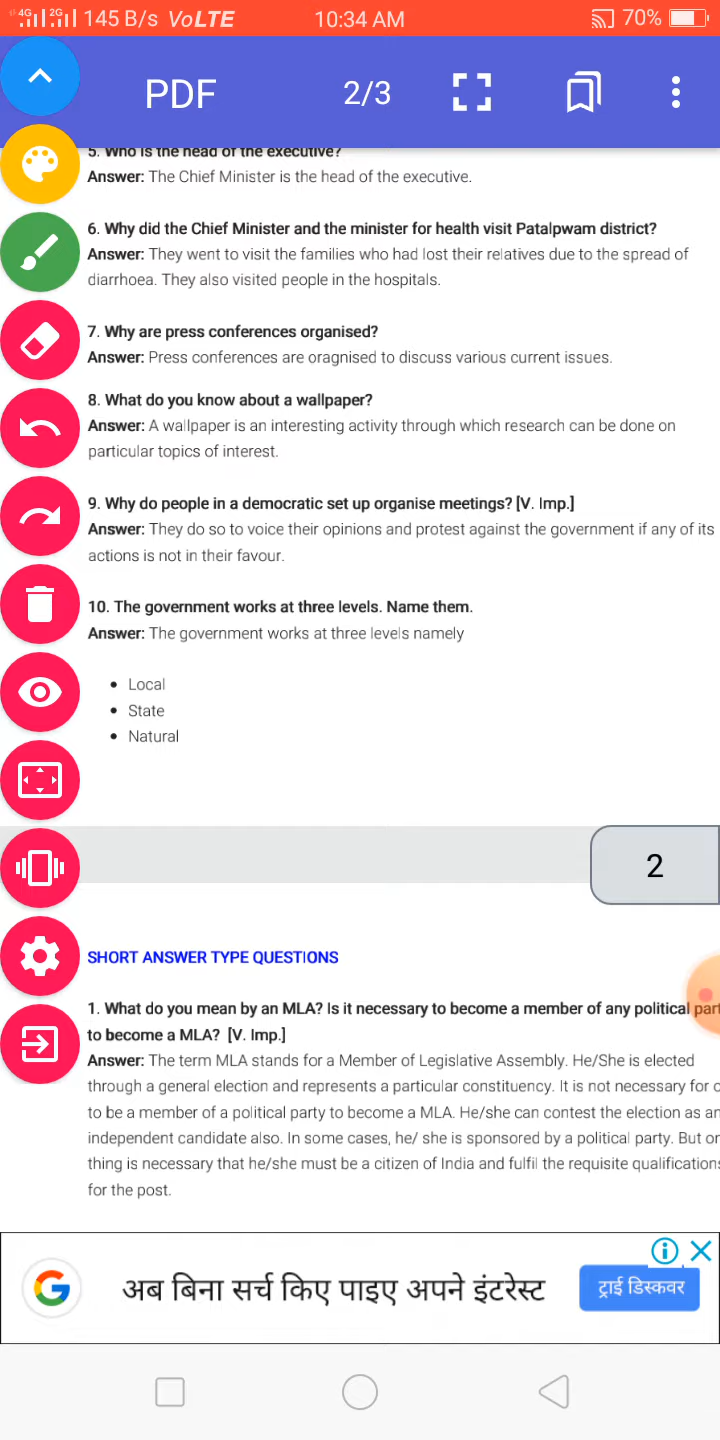 4G 2G 145 B/s VoLTE 10:34 AM 70%
PDF 2/3
5. Who is the head of the executive?
Answer: The Chief Minister is the head of the executive.
6. Why did the Chief Minister and the minister for health visit Patalpwam district?
Answer: They went to visit the families who had lost their relatives due to the spread of
diarrhoea. They also visited people in the hospitals.
7. Why are press conferences organised?
Answer: Press conferences are oragnised to discuss various current issues.
8. What do you know about a wallpaper?
Answer: A wallpaper is an interesting activity through which research can be done on
particular topics of interest.
9. Why do people in a democratic set up organise meetings? [V. Imp.]
Answer: They do so to voice their opinions and protest against the government if any of its
actions is not in their favour.
10. The government works at three levels. Name them.
Answer: The government works at three levels namely
• Local
• State
• Natural
2
SHORT ANSWER TYPE QUESTIONS
1. What do you mean by an MLA? Is it necessary to become a member of any political
to become a MLA? [V. Imp.]
Answer: The term MLA stands for a Member of Legislative Assembly. He/She is elected
through a general election and represents a particular constituency. It is not necessary for
to be a member of a political party to become a MLA. He/she can contest the election as an
independent candidate also. In some cases, he/ she is sponsored by a political party. But
thing is necessary that he/she must be a citizen of India and fulfil the requisite qualifications
for the post.
अब बिना सर्च किए पाइए अपने इंटरेस्ट
ट्राई डिस्कवर